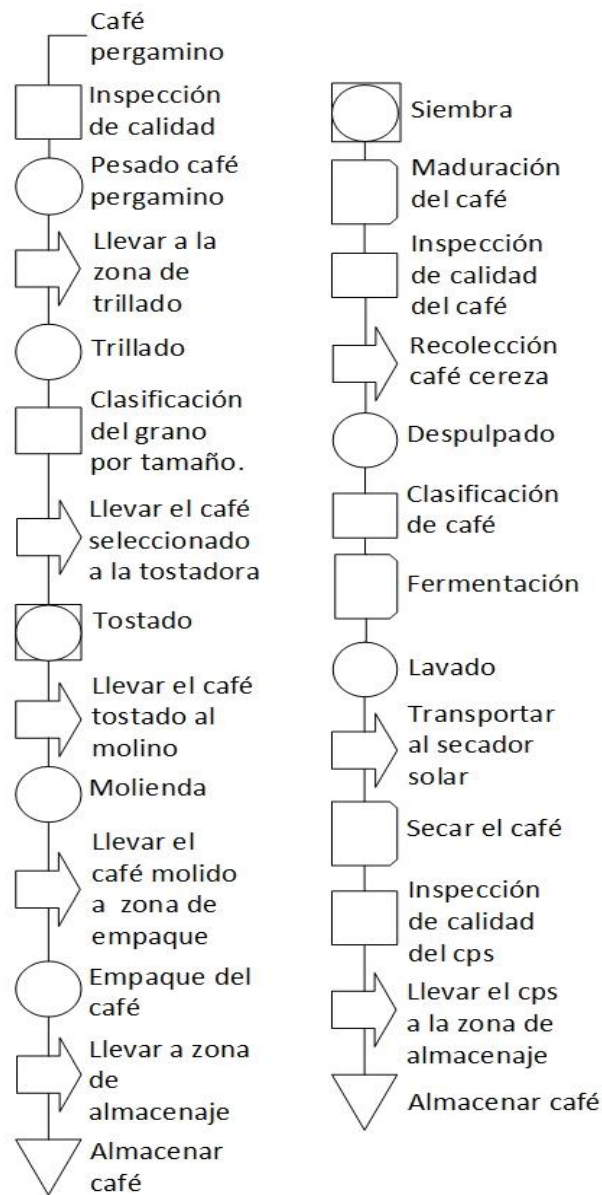 Café
pergamino
Inspección
de calidad
Pesado café
pergamino
Llevar a la
zona de
trillado
Trillado
Clasificación
del grano
por tamaño.
Llevar el café
seleccionado
a la tostadora
Tostado
Llevar el café
tostado al
molino
Molienda
Llevar el
café molido
a zona de
empaque
Empaque del
café
Llevar a zona
de
almacenaje
Almacenar
café
Siembra
Maduración
del café
Inspección
de calidad
del café
Recolección
café cereza
Despulpado
Clasificación
de café
Fermentación
Lavado
Transportar
al secador
solar
Secar el café
Inspección
de calidad
del cps
Llevar el cps
a la zona de
almacenaje
Almacenar café